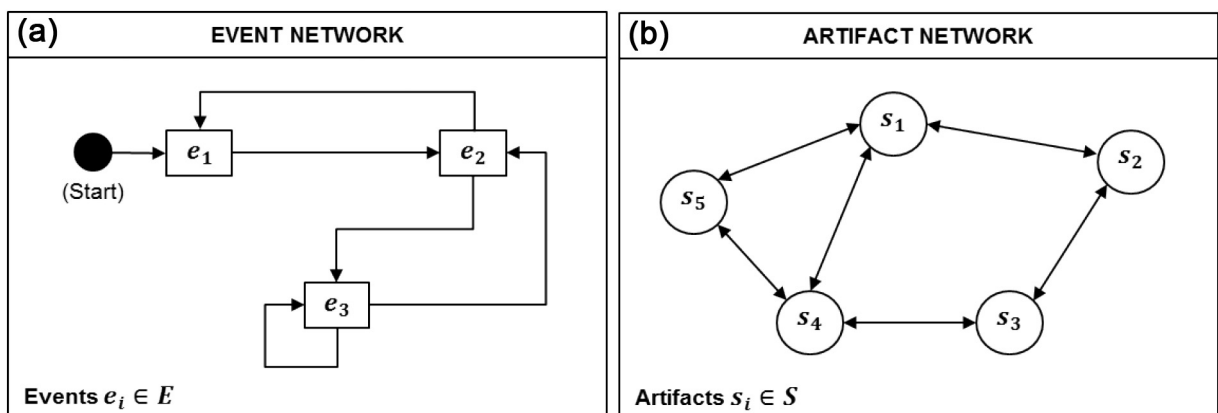 (a) EVENT NETWORK
e₁
e₂
(Start)
e₃
Events eᵢ ∈ E
(b) ARTIFACT NETWORK
s₁
s₂
s₅
s₄
s₃
Artifacts sᵢ ∈ S